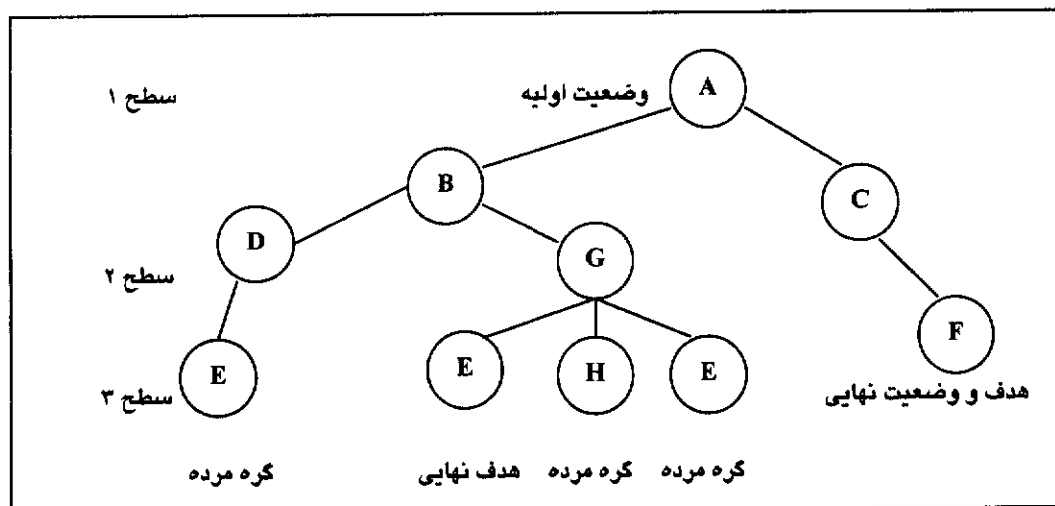 سطح ۱
وضعیت اولیه
A
B
C
D
G
سطح ۲
F
E
E
H
E
سطح ۳
هدف و وضعیت نهایی
گره مرده
هدف نهایی
گره مرده
گره مرده